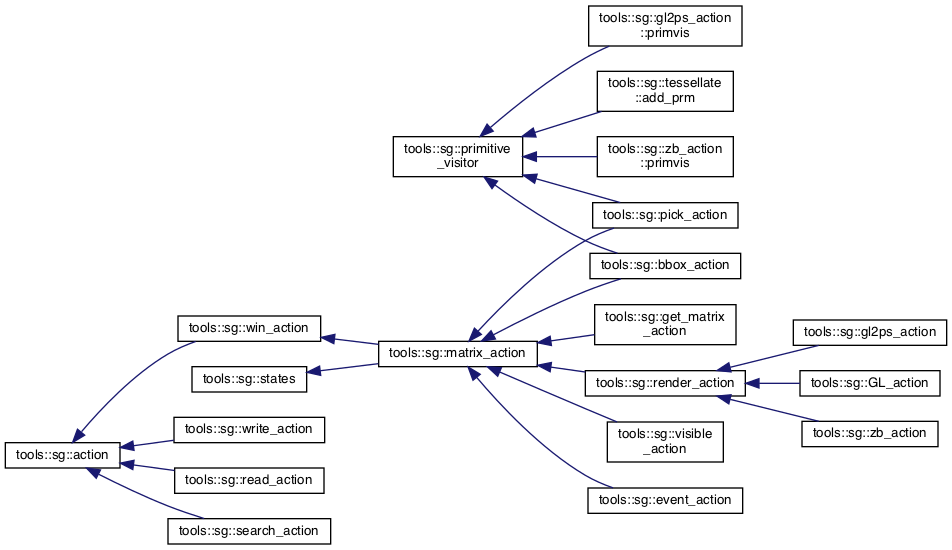 tools::sg::gl2ps_action
::primvis
tools::sg::tessellate
::add_prm
tools::sg::primitive
_visitor
tools::sg::zb_action
::primvis
tools::sg::pick_action
tools::sg::bbox_action
tools::sg::get_matrix
_action
tools::sg::win_action
tools::sg::gl2ps_action
tools::sg::matrix_action
tools::sg::states
tools::sg::render_action
tools::sg::GL_action
tools::sg::write_action
tools::sg::visible
_action
tools::sg::zb_action
tools::sg::action
tools::sg::read_action
tools::sg::event_action
tools::sg::search_action